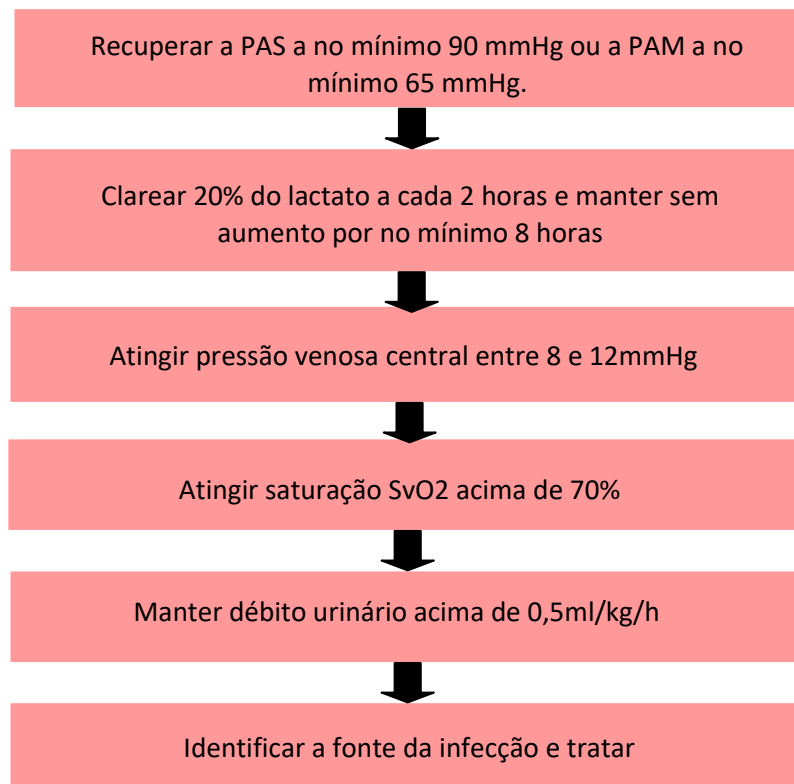 Recuperar a PAS a no mínimo 90 mmHg ou a PAM a no
mínimo 65 mmHg.
Clarear 20% do lactato a cada 2 horas e manter sem
aumento por no mínimo 8 horas
Atingir pressão venosa central entre 8 e 12mmHg
Atingir saturação SvO2 acima de 70%
Manter débito urinário acima de 0,5ml/kg/h
Identificar a fonte da infecção e tratar